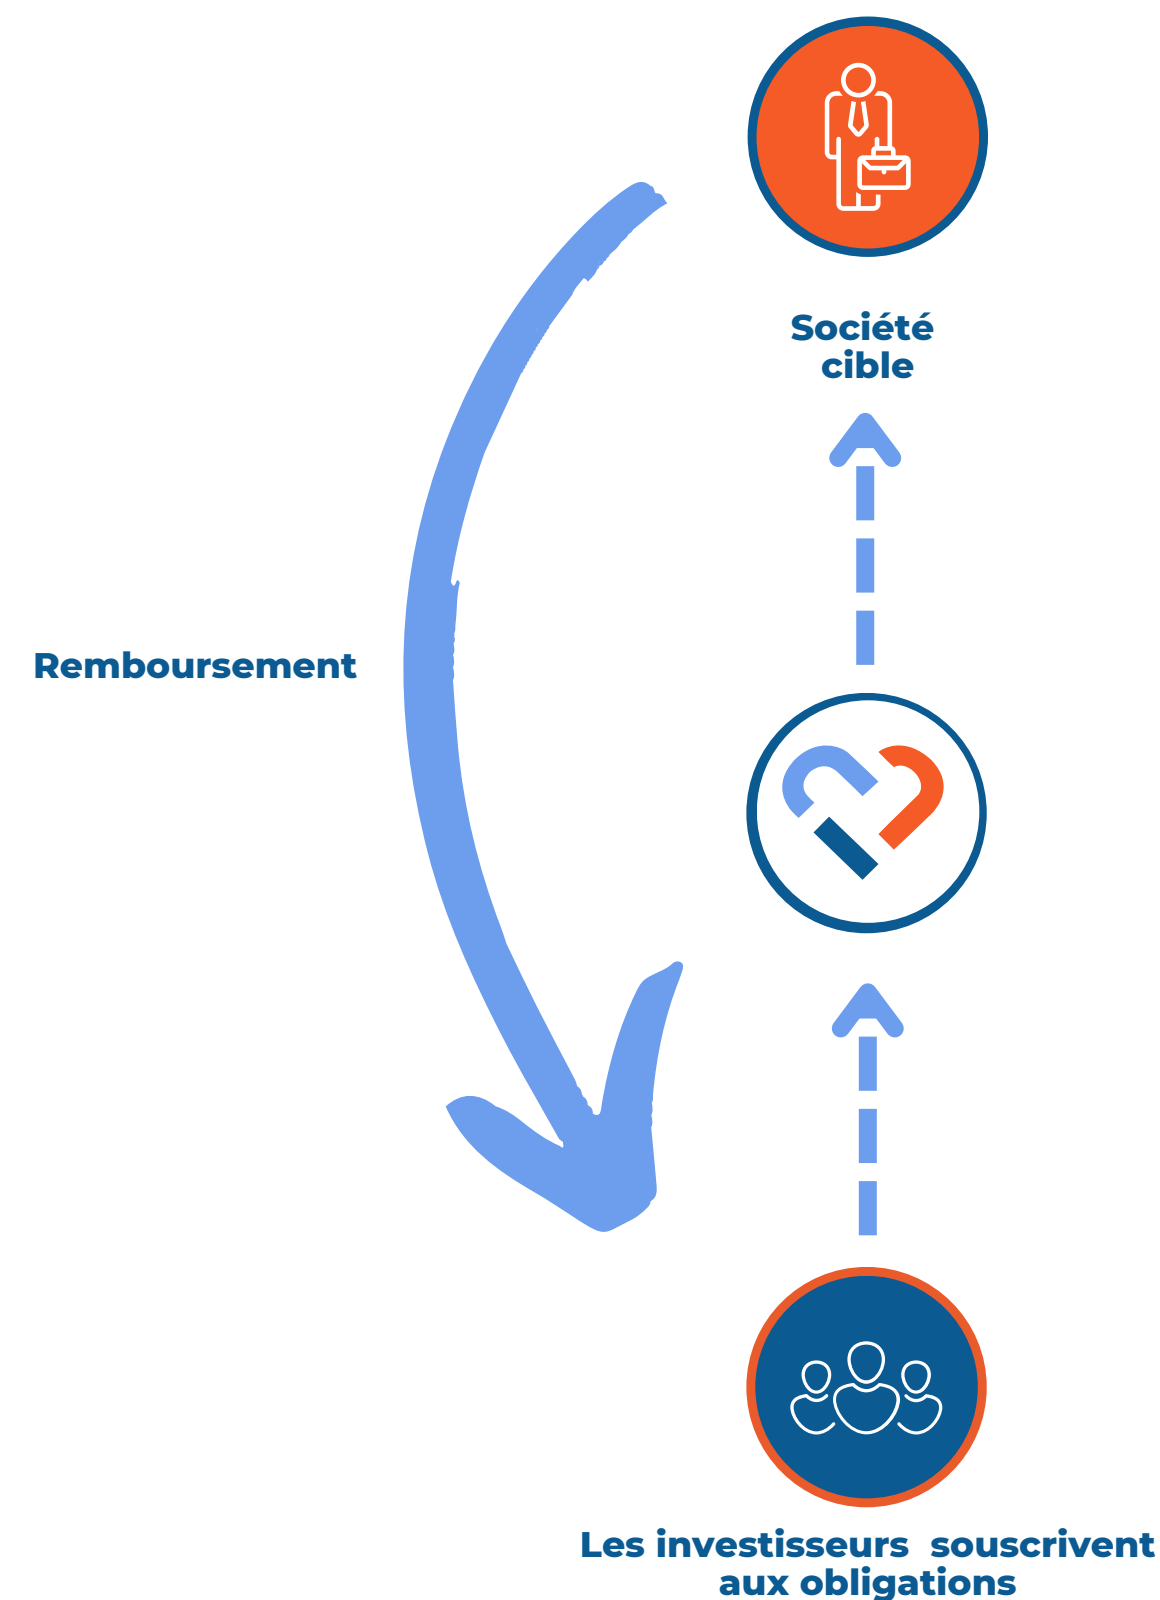 Société
cible
Remboursement
Les investisseurs souscrivent
aux obligations